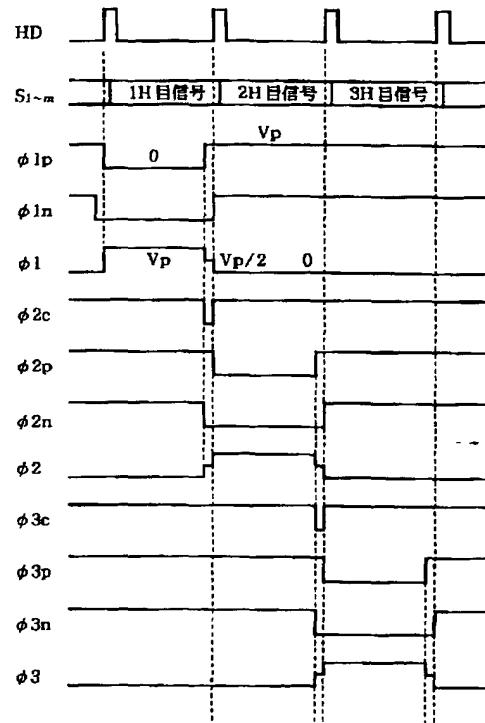 HD
S1~m 1H目信号 2H目信号 3H目信号
Vp
φ1p 0
φ1n
φ1 Vp Vp/2 0
φ2c
φ2p
φ2n
φ2
φ3c
φ3p
φ3n
φ3